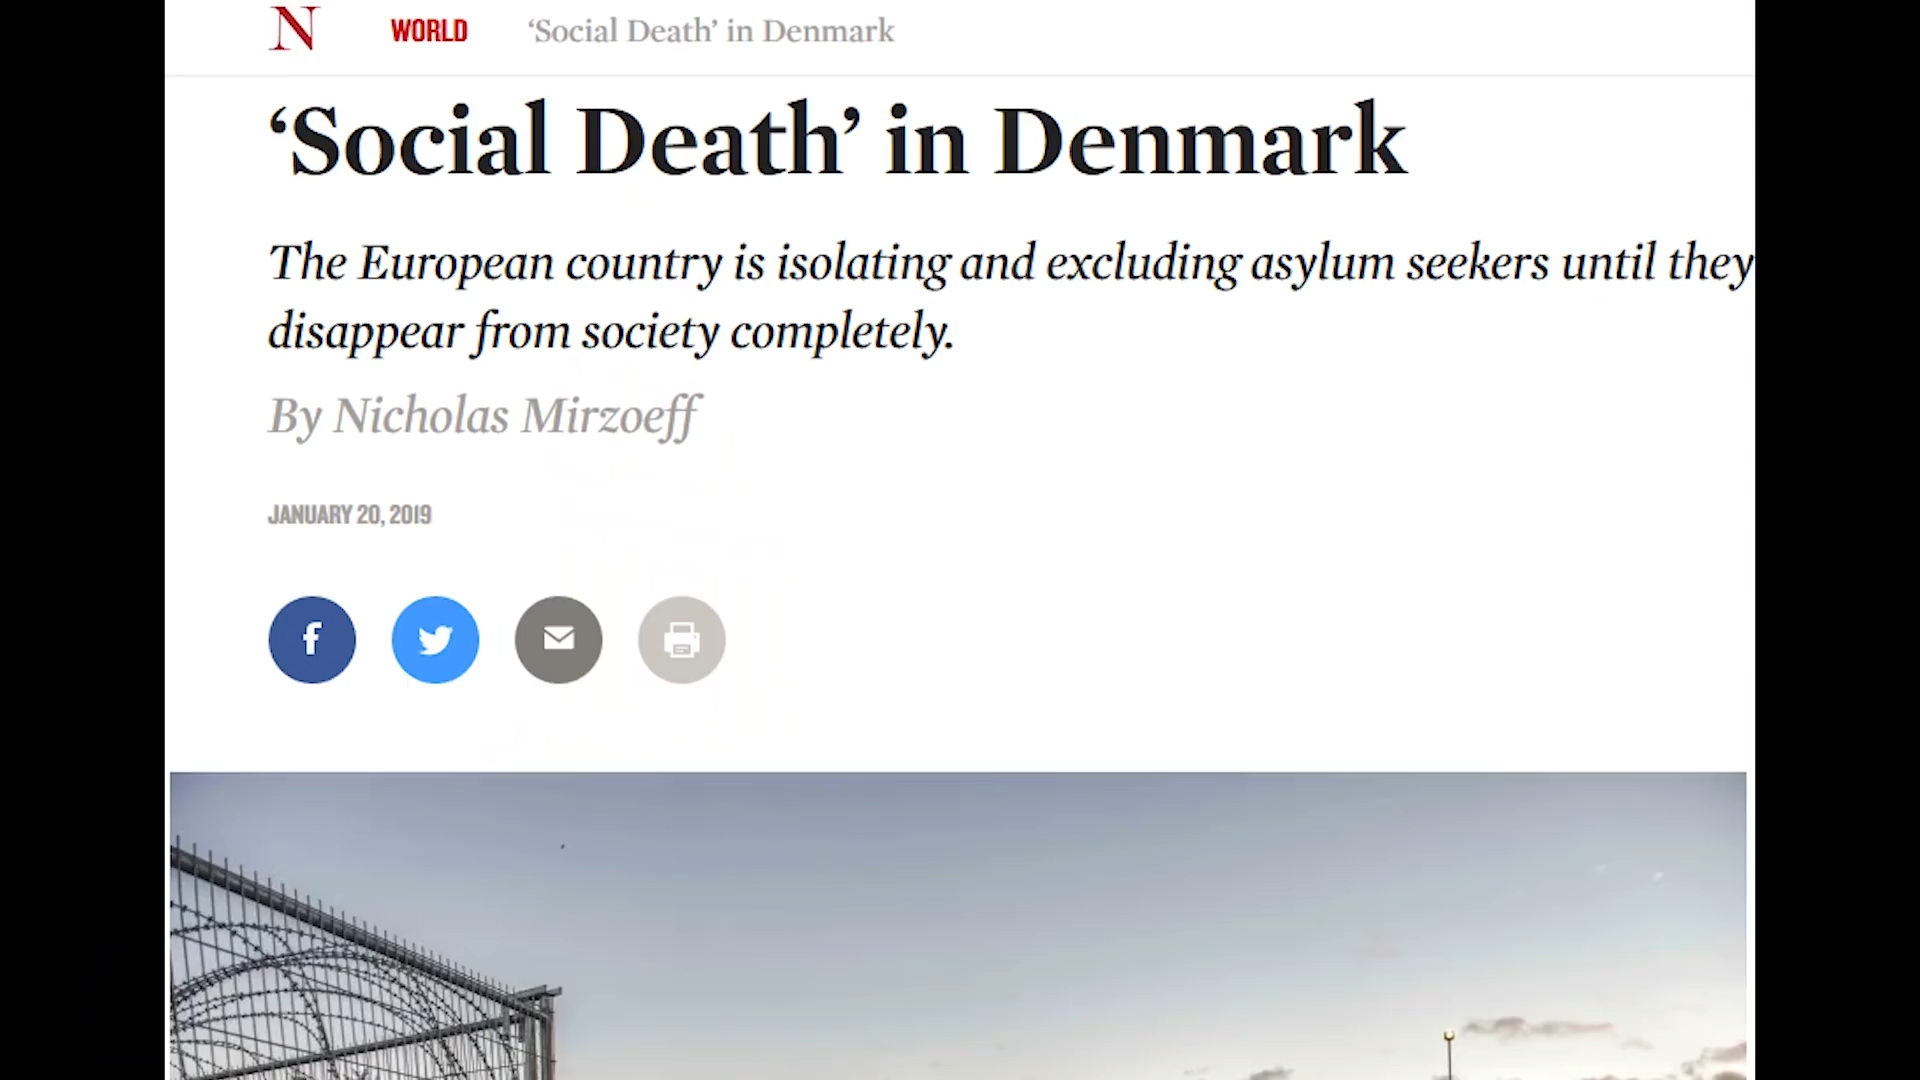 N WORLD ‘Social Death’ in Denmark
‘Social Death’ in Denmark
The European country is isolating and excluding asylum seekers until they
disappear from society completely.
By Nicholas Mirzoeff
JANUARY 20, 2019
f